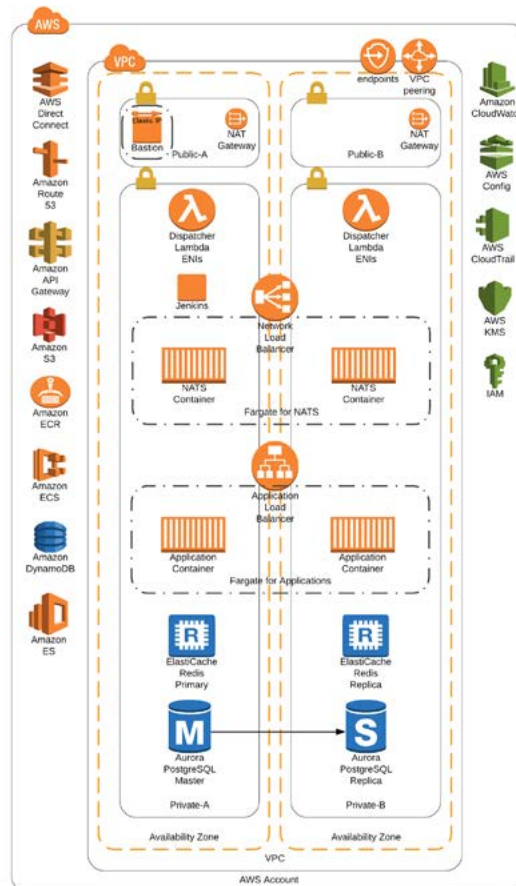 AWS
VPC
endpoints
VPC
peering
AWS
Direct
Connect
Amazon
Route
53
Amazon
API
Gateway
Amazon
S3
Amazon
ECR
Amazon
ECS
Amazon
DynamoDB
Amazon
ES
Elastic IP
Bastion
NAT
Gateway
Public-A
NAT
Gateway
Public-B
Dispatcher
Lambda
ENIs
Dispatcher
Lambda
ENIs
Jenkins
Network
Load
Balancer
NATS
Container
NATS
Container
Fargate for NATS
Application
Load
Balancer
Application
Container
Application
Container
Fargate for Applications
R
ElastiCache
Redis
Primary
R
ElastiCache
Redis
Replica
M
Aurora
PostgreSQL
Master
S
Aurora
PostgreSQL
Replica
Private-A
Private-B
Availability Zone
Availability Zone
VPC
AWS Account
Amazon
CloudWatch
AWS
Config
AWS
CloudTrail
AWS
KMS
IAM